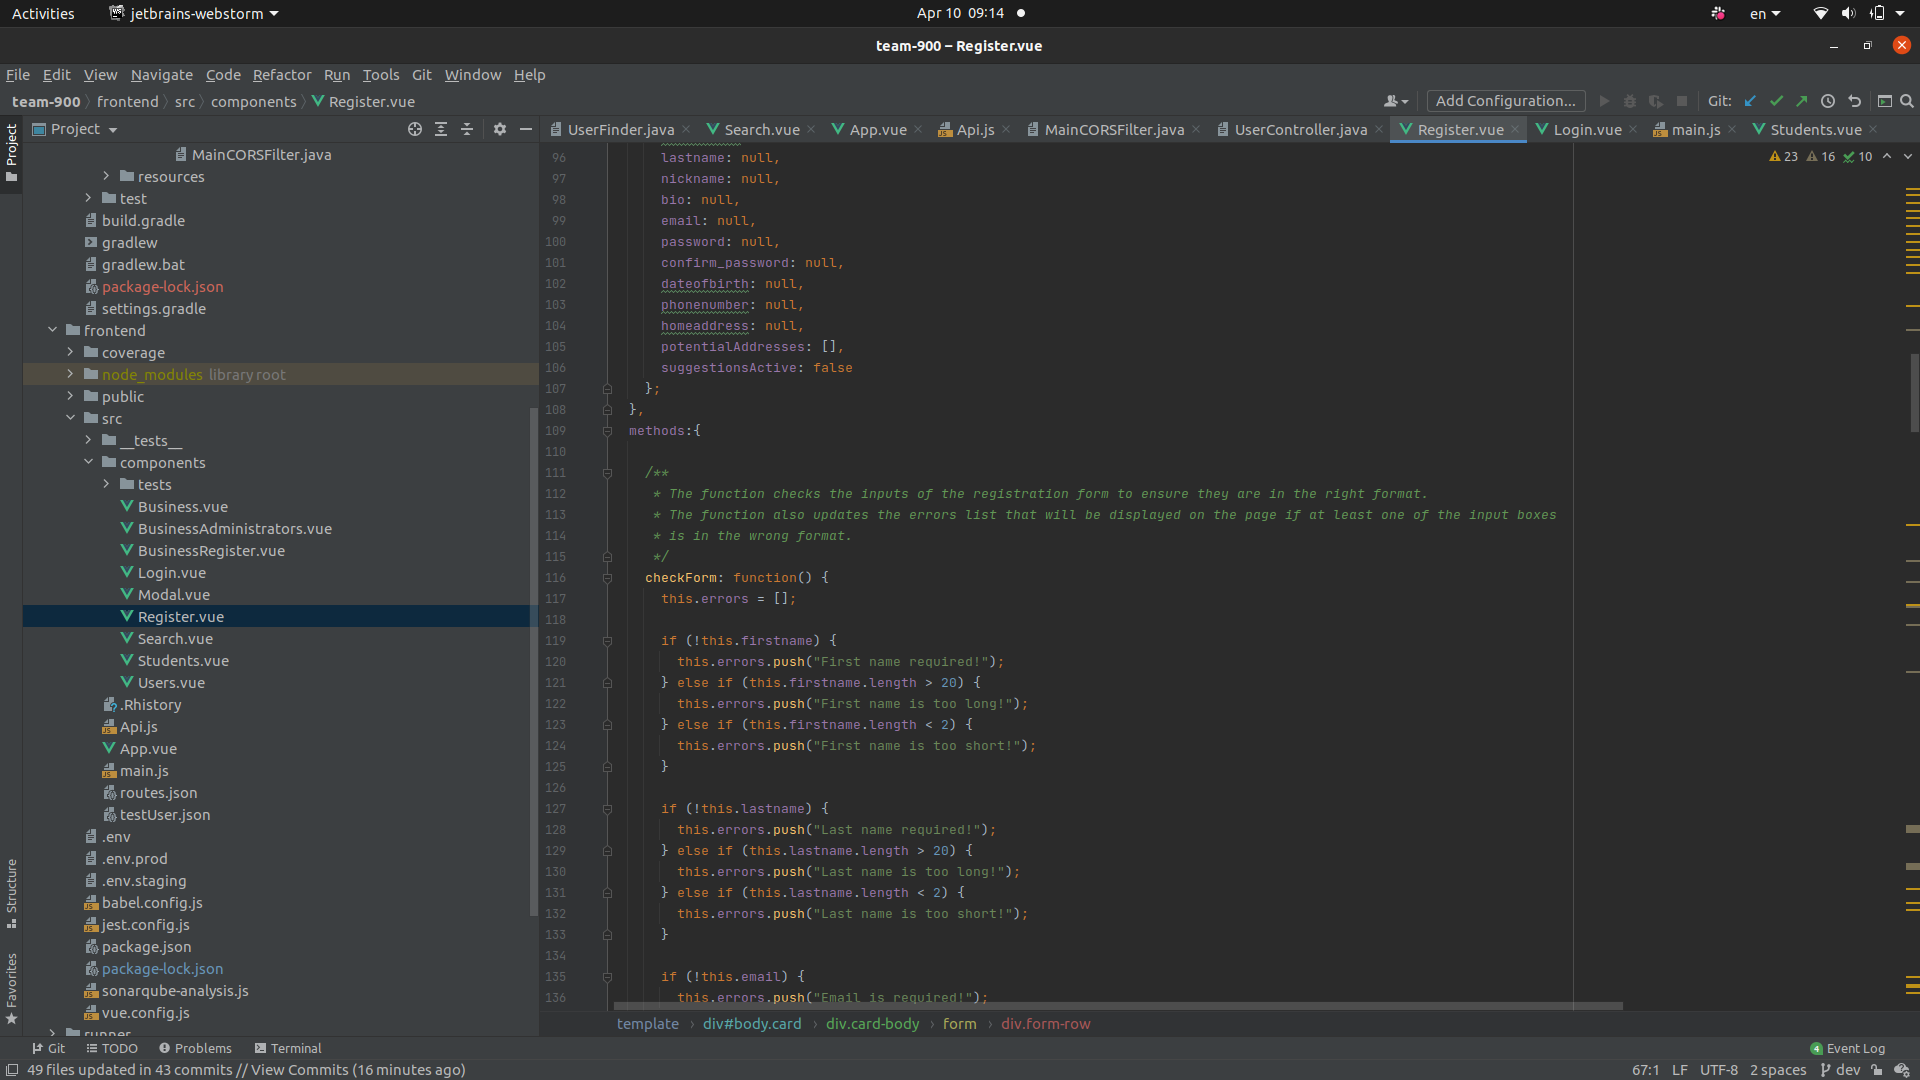 Activities
jetbrains-webstorm
Apr 10 09:14
en
team-900 – Register.vue
File Edit View Navigate Code Refactor Run Tools Git Window Help
team-900 frontend src components Register.vue
Add Configuration...
Git:
Project
UserFinder.java Search.vue App.vue Api.js MainCORSFilter.java UserController.java Register.vue Login.vue main.js Students.vue
23 16 10
Project
Structure
Favorites
MainCORSFilter.java
resources
test
build.gradle
gradlew
gradlew.bat
package-lock.json
settings.gradle
frontend
coverage
node_modules library root
public
src
__tests__
components
tests
Business.vue
BusinessAdministrators.vue
BusinessRegister.vue
Login.vue
Modal.vue
Register.vue
Search.vue
Students.vue
Users.vue
.Rhistory
Api.js
App.vue
main.js
routes.json
testUser.json
.env
.env.prod
.env.staging
babel.config.js
jest.config.js
package.json
package-lock.json
sonarqube-analysis.js
vue.config.js
runner
96 lastname: null,
97 nickname: null,
98 bio: null,
99 email: null,
100 password: null,
101 confirm_password: null,
102 dateofbirth: null,
103 phonenumber: null,
104 homeaddress: null,
105 potentialAddresses: [],
106 suggestionsActive: false
107 };
108 },
109 methods:{
110
111 /**
112 * The function checks the inputs of the registration form to ensure they are in the right format.
113 * The function also updates the errors list that will be displayed on the page if at least one of the input boxes
114 * is in the wrong format.
115 */
116 checkForm: function() {
117 this.errors = [];
118
119 if (!this.firstname) {
120 this.errors.push("First name required!");
121 } else if (this.firstname.length > 20) {
122 this.errors.push("First name is too long!");
123 } else if (this.firstname.length < 2) {
124 this.errors.push("First name is too short!");
125 }
126
127 if (!this.lastname) {
128 this.errors.push("Last name required!");
129 } else if (this.lastname.length > 20) {
130 this.errors.push("Last name is too long!");
131 } else if (this.lastname.length < 2) {
132 this.errors.push("Last name is too short!");
133 }
134
135 if (!this.email) {
136 this.errors.push("Email is required!");
template div#body.card div.card-body form div.form-row
Git TODO Problems Terminal
4 Event Log
49 files updated in 43 commits // View Commits (16 minutes ago)
67:1 LF UTF-8 2 spaces dev